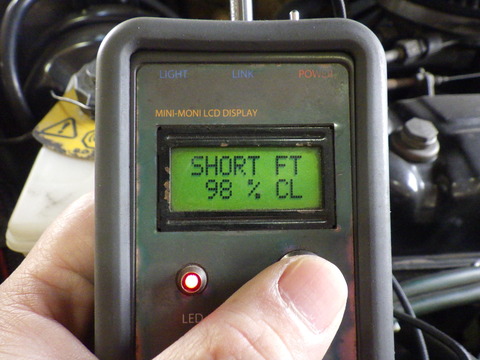 LIGHT LINK POWER
MINI-MONI LCD DISPLAY
SHORT FT
98 % CL
LED